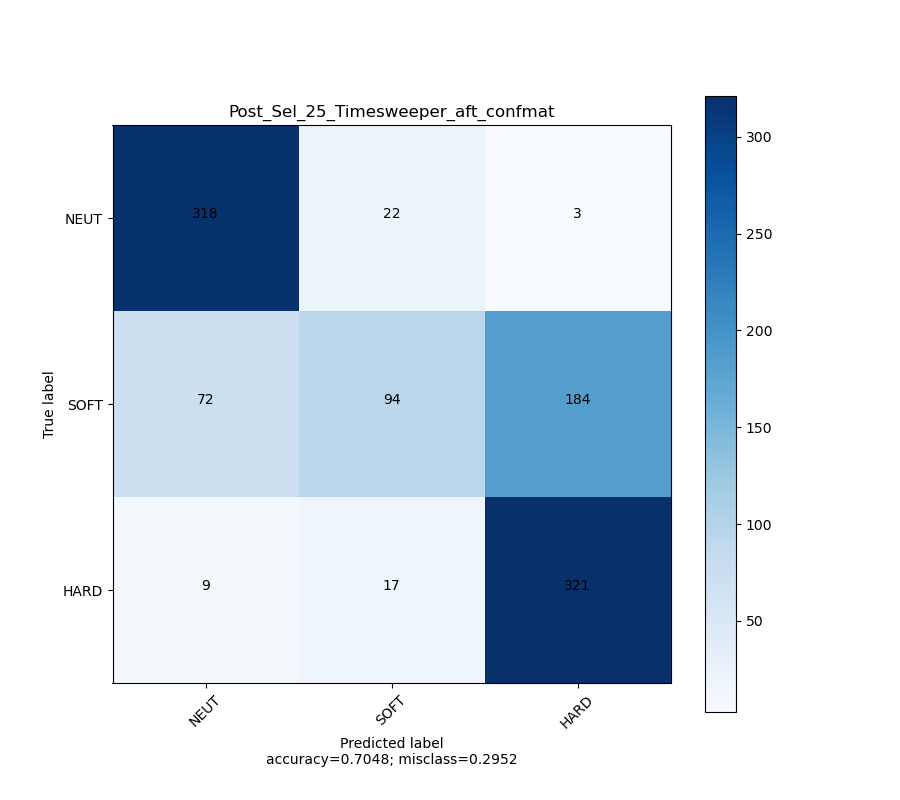 Post_Sel_25_Timesweeper_aft_confmat
NEUT 318 22 3
SOFT 72 94 184
HARD 9 17 321
NEUT SOFT HARD
True label
Predicted label
accuracy=0.7048; misclass=0.2952
300
250
200
150
100
50